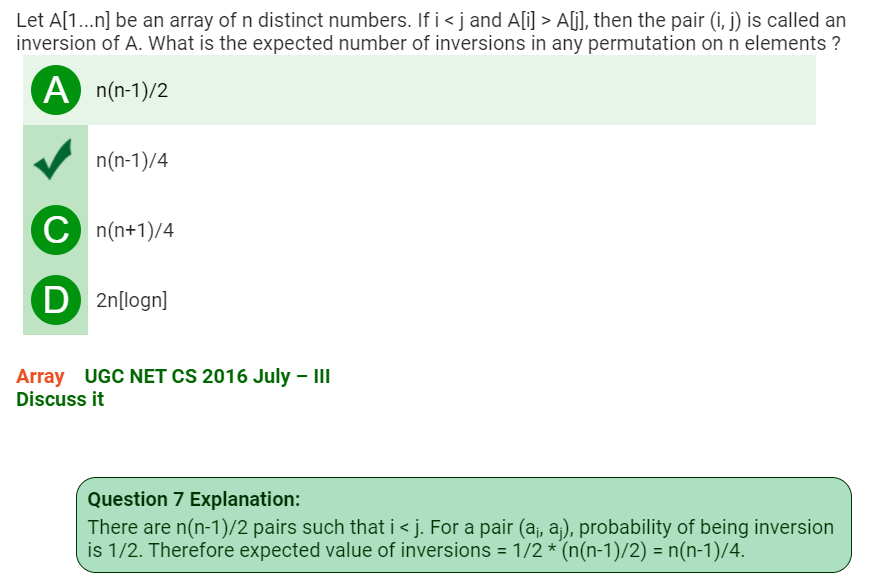 Let A[1...n] be an array of n distinct numbers. If i < j and A[i] > A[j], then the pair (i, j) is called an
inversion of A. What is the expected number of inversions in any permutation on n elements ?
A n(n-1)/2
n(n-1)/4
C n(n+1)/4
D 2n[logn]
Array UGC NET CS 2016 July – III
Discuss it
Question 7 Explanation:
There are n(n-1)/2 pairs such that i < j. For a pair (aᵢ, aⱼ), probability of being inversion
is 1/2. Therefore expected value of inversions = 1/2 * (n(n-1)/2) = n(n-1)/4.